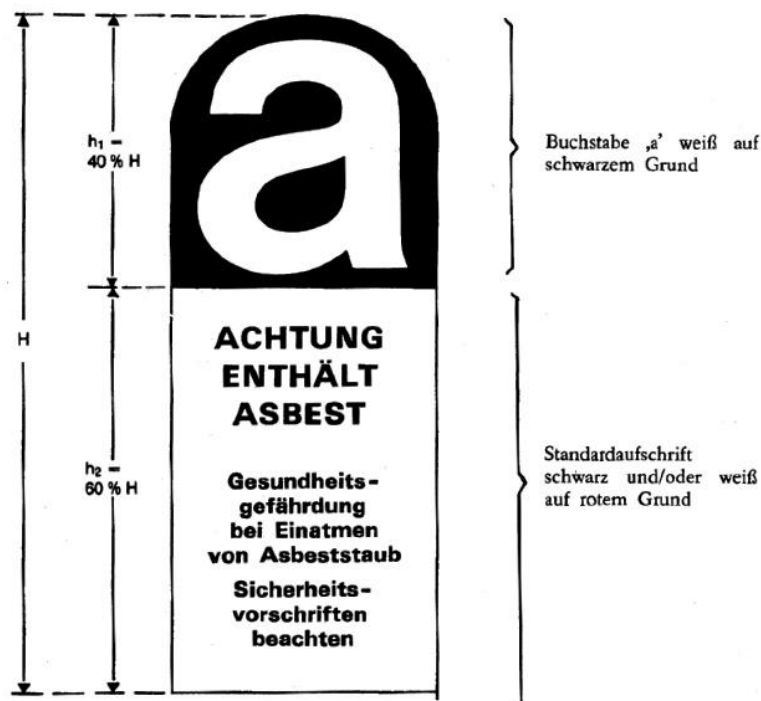 a
h₁ =
40 % H
Buchstabe ‚a’ weiß auf
schwarzem Grund
H
ACHTUNG
ENTHÄLT
ASBEST
h₂ =
60 % H
Gesundheits-
gefährdung
bei Einatmen
von Asbeststaub
Sicherheits-
vorschriften
beachten
Standardaufschrift
schwarz und/oder weiß
auf rotem Grund